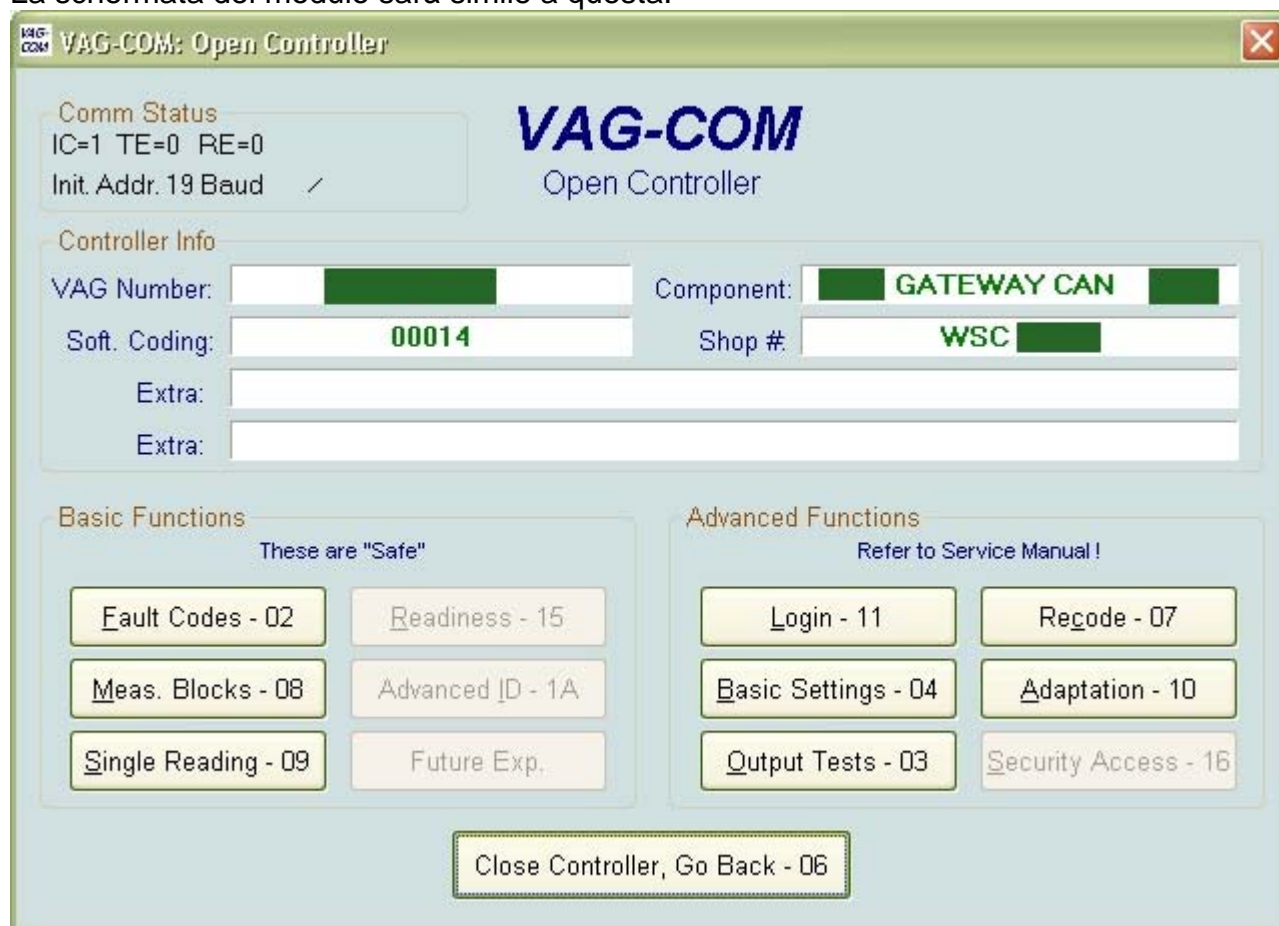 La schermata del modulo sarà simile a questa:
VAG-COM VAG-COM: Open Controller
Comm Status
IC=1 TE=0 RE=0
Init. Addr. 19 Baud /
VAG-COM
Open Controller
Controller Info
VAG Number:
Component: GATEWAY CAN
Soft. Coding: 00014
Shop #: WSC
Extra:
Extra:
Basic Functions
These are "Safe"
Fault Codes - 02 Readiness - 15
Meas. Blocks - 08 Advanced ID - 1A
Single Reading - 09 Future Exp.
Advanced Functions
Refer to Service Manual !
Login - 11 Recode - 07
Basic Settings - 04 Adaptation - 10
Output Tests - 03 Security Access - 16
Close Controller, Go Back - 06